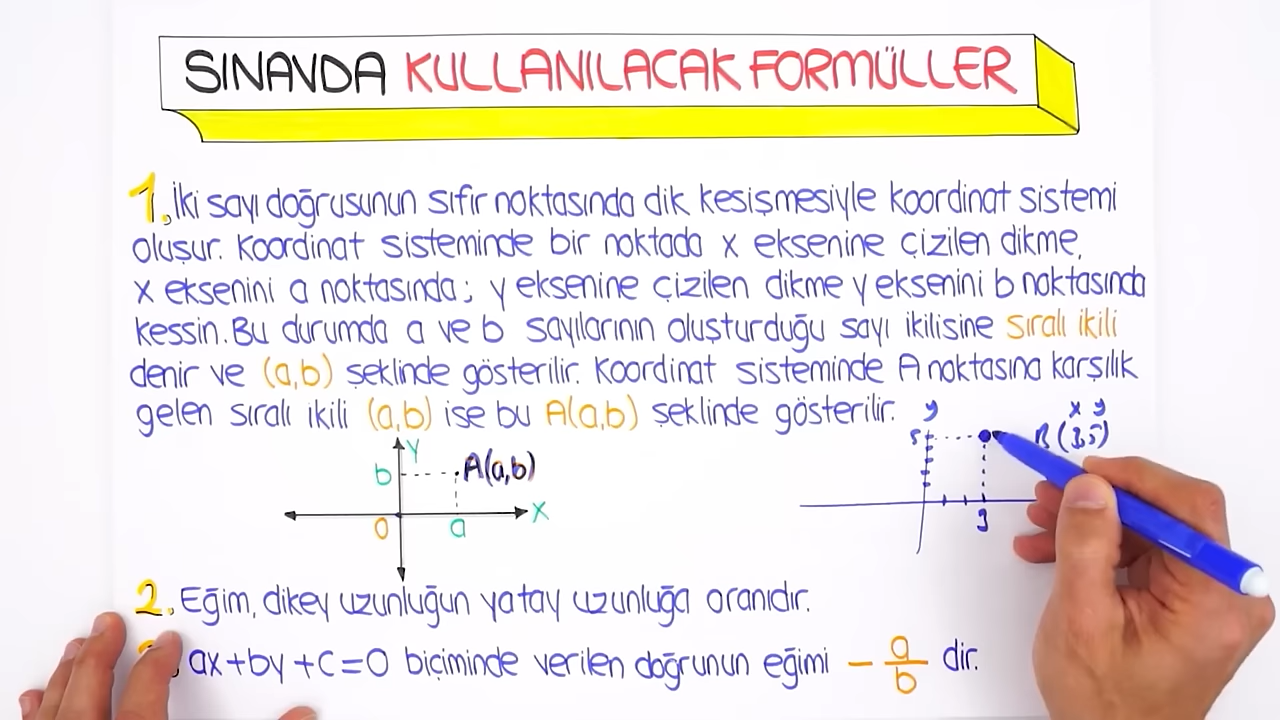 SINAVDA KULLANILACAK FORMÜLLER
1. İki sayı doğrusunun sıfır noktasında dik kesişmesiyle koordinat sistemi
oluşur. Koordinat sisteminde bir noktada x eksenine çizilen dikme,
x eksenini a noktasında; y eksenine çizilen dikme y eksenini b noktasında
kessin. Bu durumda a ve b sayılarının oluşturduğu sayı ikilisine sıralı ikili
denir ve (a,b) şeklinde gösterilir. Koordinat sisteminde A noktasına karşılık
gelen sıralı ikili (a,b) ise bu A(a,b) şeklinde gösterilir.
y
x y
5
B (3,5)
3
Y
b
A(a,b)
X
0
a
2. Eğim, dikey uzunluğun yatay uzunluğa oranıdır.
ax+by+c=0 biçiminde verilen doğrunun eğimi - a/b dir.